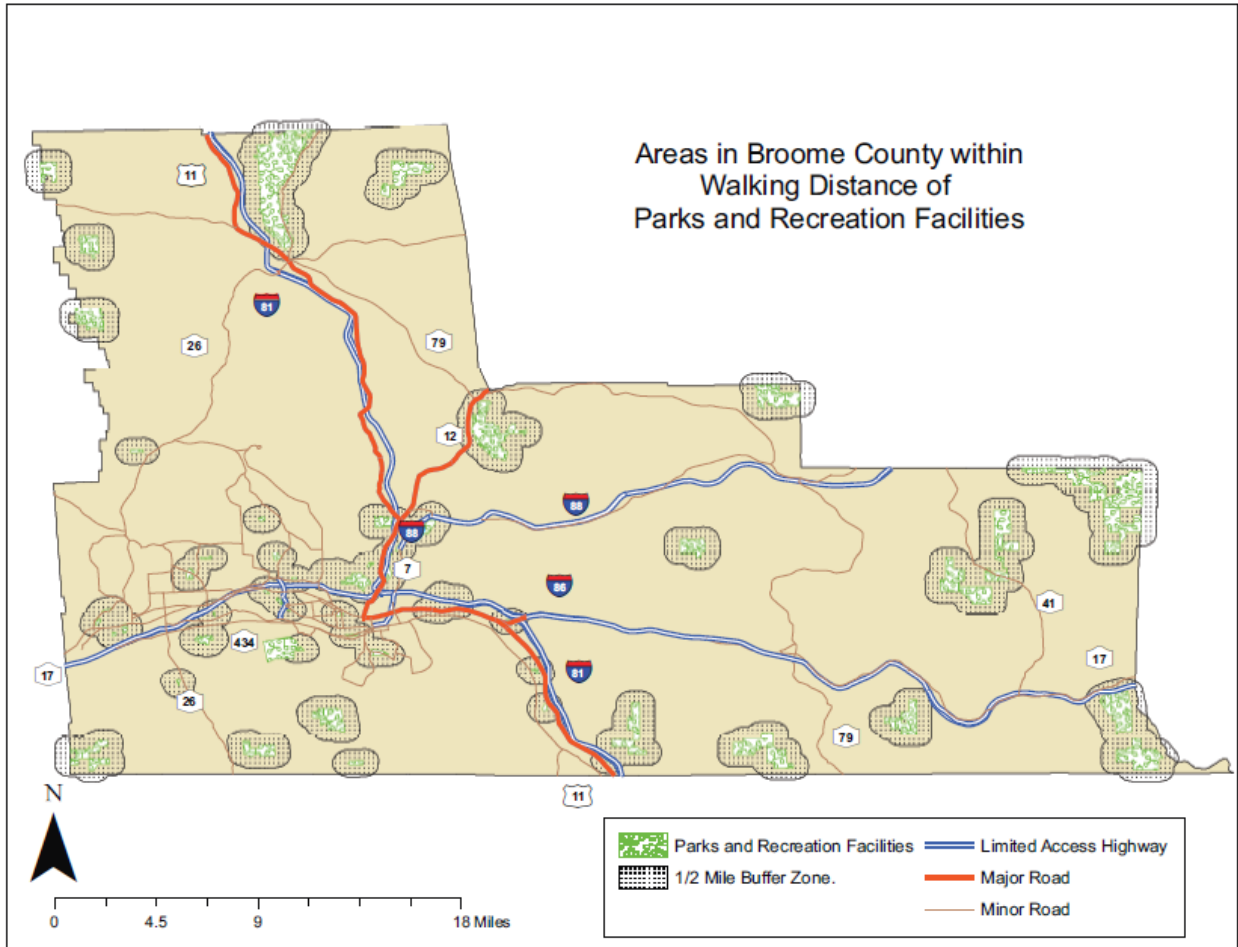 Areas in Broome County within
Walking Distance of
Parks and Recreation Facilities
11
81
26
79
12
88
88
7
86
41
434
17
17
81
26
79
11
N
0 4.5 9 18 Miles
Parks and Recreation Facilities
1/2 Mile Buffer Zone.
Limited Access Highway
Major Road
Minor Road